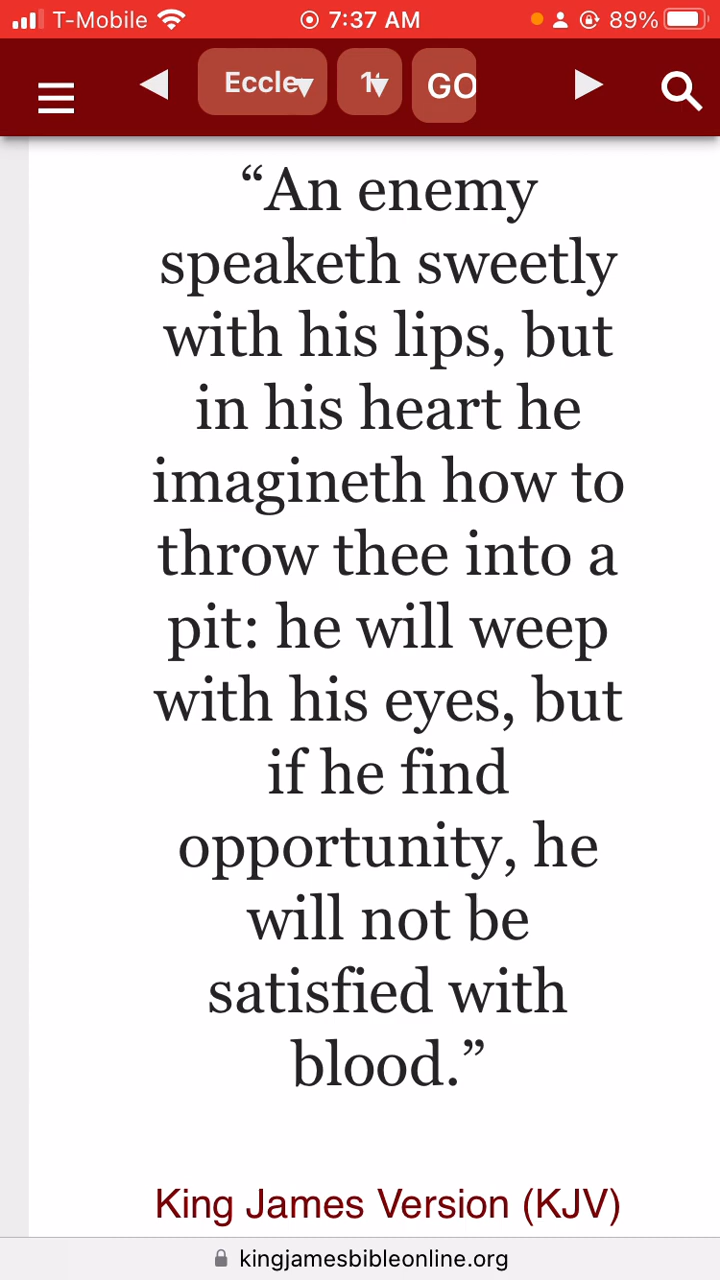 T-Mobile 7:37 AM 89%
Eccle GO
“An enemy
speaketh sweetly
with his lips, but
in his heart he
imagineth how to
throw thee into a
pit: he will weep
with his eyes, but
if he find
opportunity, he
will not be
satisfied with
blood.”
King James Version (KJV)
kingjamesbibleonline.org